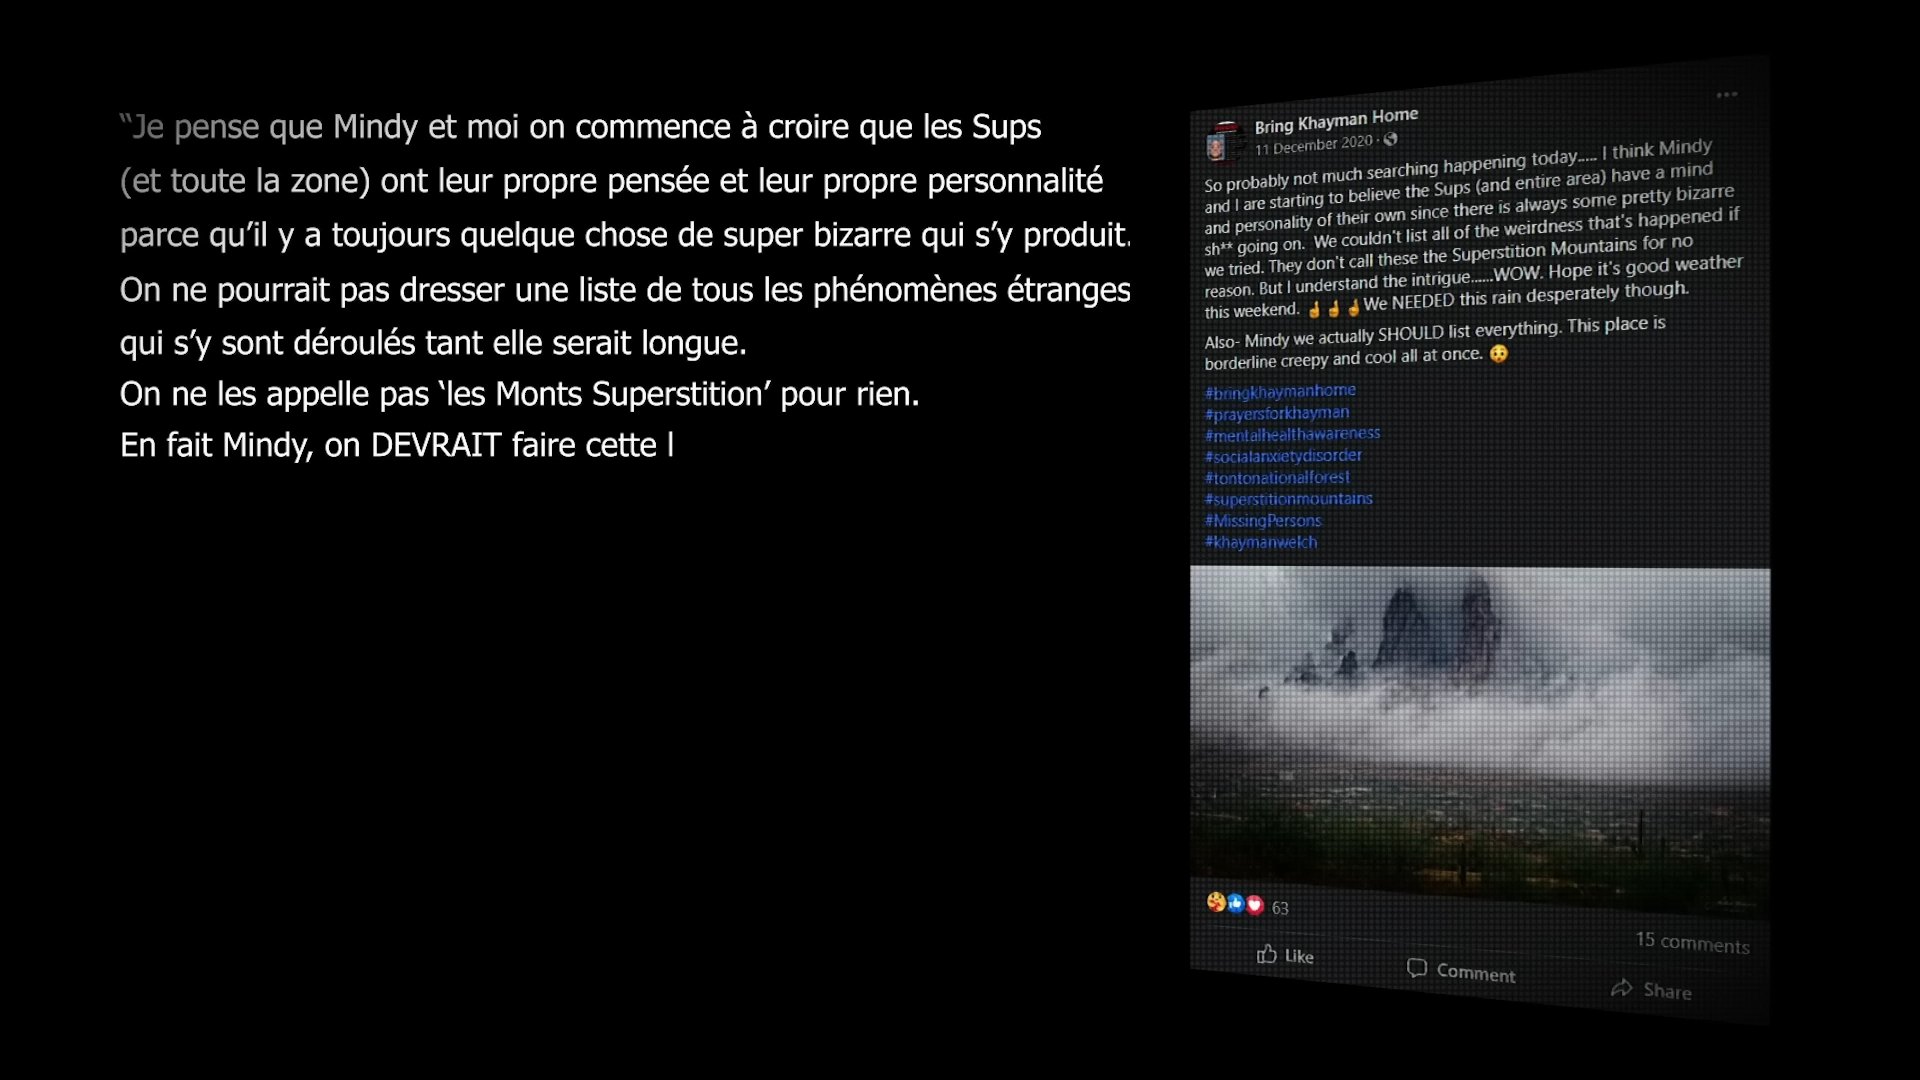 “Je pense que Mindy et moi on commence à croire que les Sups
(et toute la zone) ont leur propre pensée et leur propre personnalité
parce qu’il y a toujours quelque chose de super bizarre qui s’y produit.
On ne pourrait pas dresser une liste de tous les phénomènes étranges
qui s’y sont déroulés tant elle serait longue.
On ne les appelle pas ‘les Monts Superstition’ pour rien.
En fait Mindy, on DEVRAIT faire cette l
Bring Khayman Home
11 December 2020 ·
So probably not much searching happening today..... I think Mindy
and I are starting to believe the Sups (and entire area) have a mind
and personality of their own since there is always some pretty bizarre
sh** going on. We couldn't list all of the weirdness that's happened if
we tried. They don't call these the Superstition Mountains for no
reason. But I understand the intrigue......WOW. Hope it's good weather
this weekend. 🤞🤞🤞We NEEDED this rain desperately though.
Also- Mindy we actually SHOULD list everything. This place is
borderline creepy and cool all at once. 😯
#bringkhaymanhome
#prayersforkhayman
#mentalhealthawareness
#socialanxietydisorder
#tontonationalforest
#superstitionmountains
#MissingPersons
#khaymanwelch
63
15 comments
Like
Comment
Share